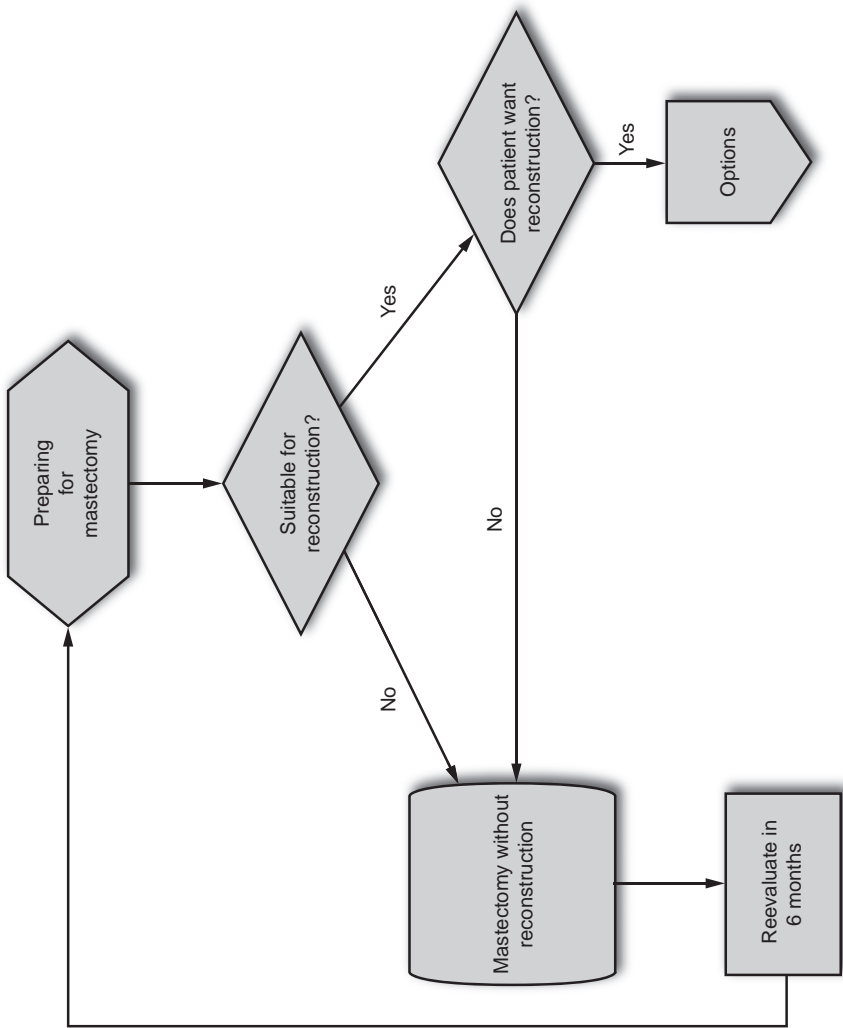 Preparing
for
mastectomy
Suitable for
reconstruction?
Yes
No
Does patient want
reconstruction?
No
Yes
Mastectomy without
reconstruction
Options
Reevaluate in
6 months